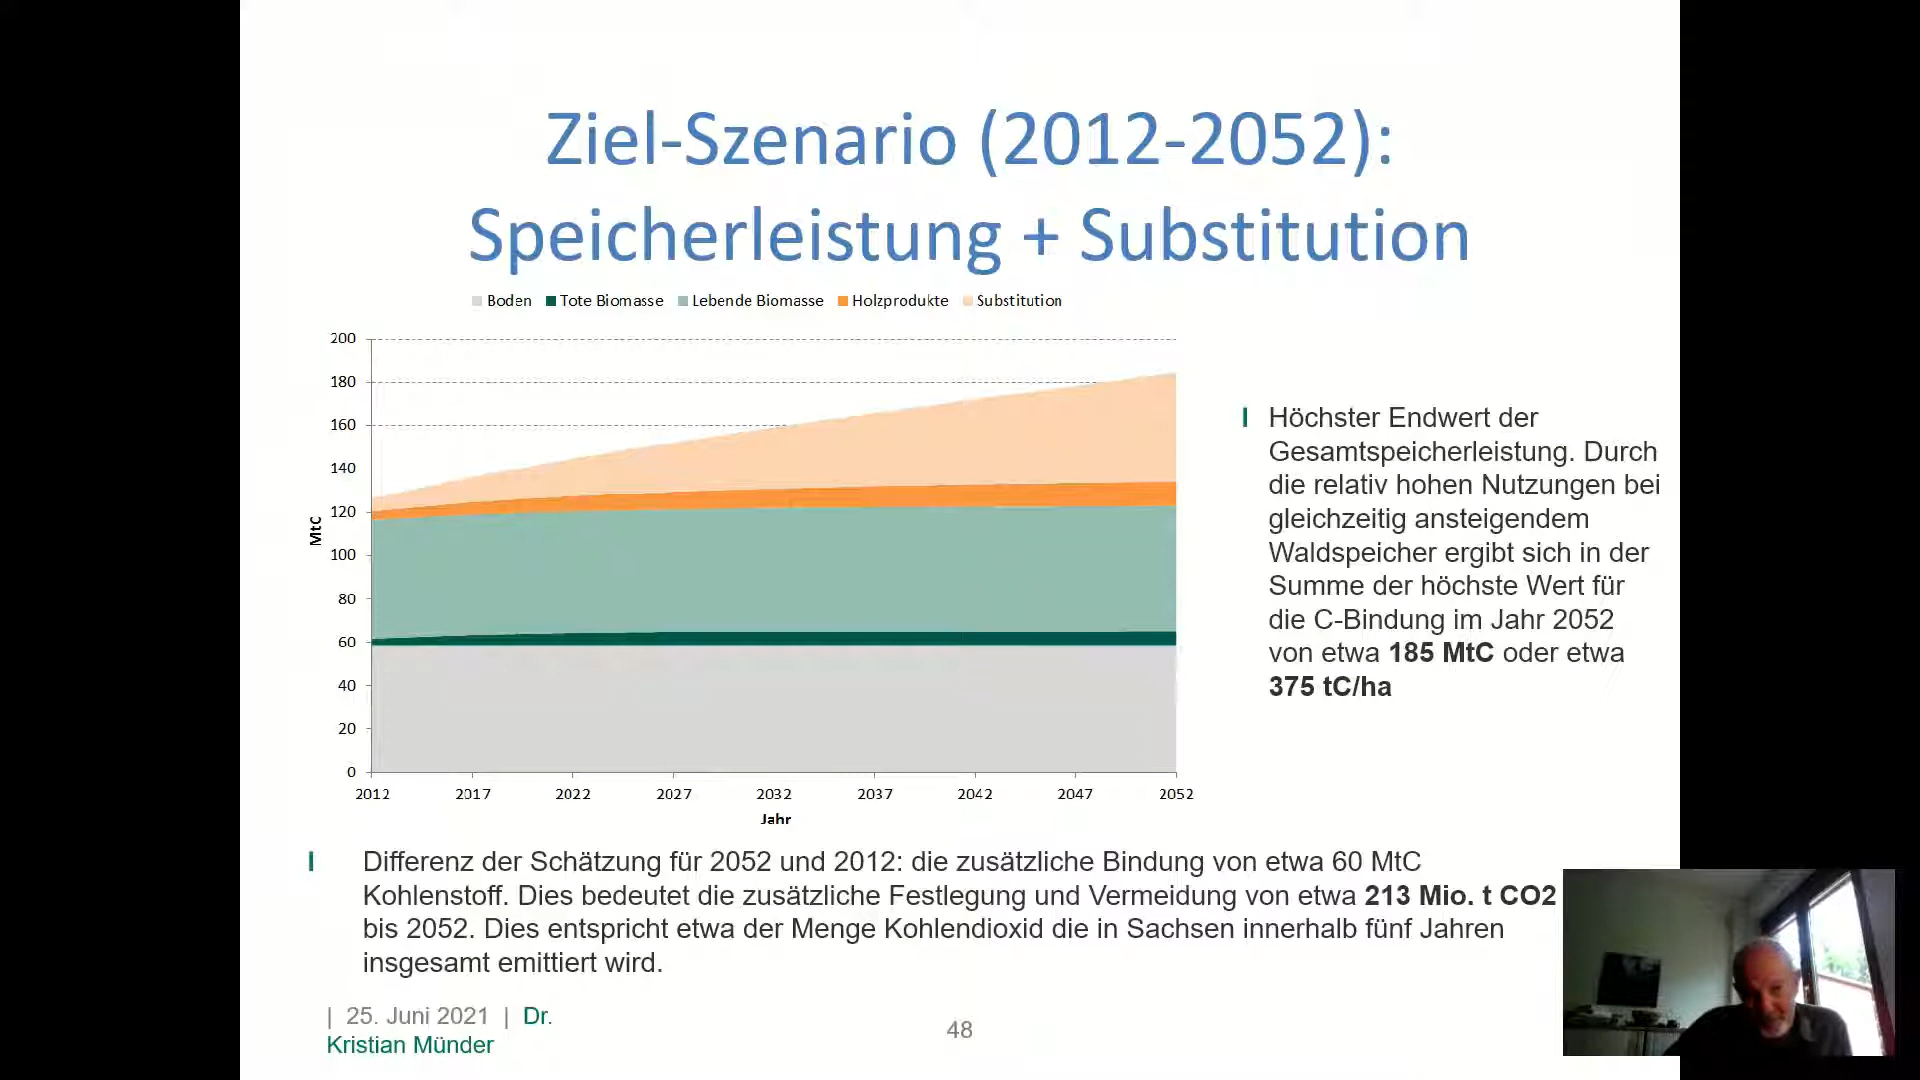 Ziel-Szenario (2012-2052):
Speicherleistung + Substitution
Boden Tote Biomasse Lebende Biomasse Holzprodukte Substitution
200
180
160
140
120
100
80
60
40
20
0
MtC
2012 2017 2022 2027 2032 2037 2042 2047 2052
Jahr
Höchster Endwert der
Gesamtspeicherleistung. Durch
die relativ hohen Nutzungen bei
gleichzeitig ansteigendem
Waldspeicher ergibt sich in der
Summe der höchste Wert für
die C-Bindung im Jahr 2052
von etwa 185 MtC oder etwa
375 tC/ha
Differenz der Schätzung für 2052 und 2012: die zusätzliche Bindung von etwa 60 MtC
Kohlenstoff. Dies bedeutet die zusätzliche Festlegung und Vermeidung von etwa 213 Mio. t CO2
bis 2052. Dies entspricht etwa der Menge Kohlendioxid die in Sachsen innerhalb fünf Jahren
insgesamt emittiert wird.
| 25. Juni 2021 | Dr.
Kristian Münder
48